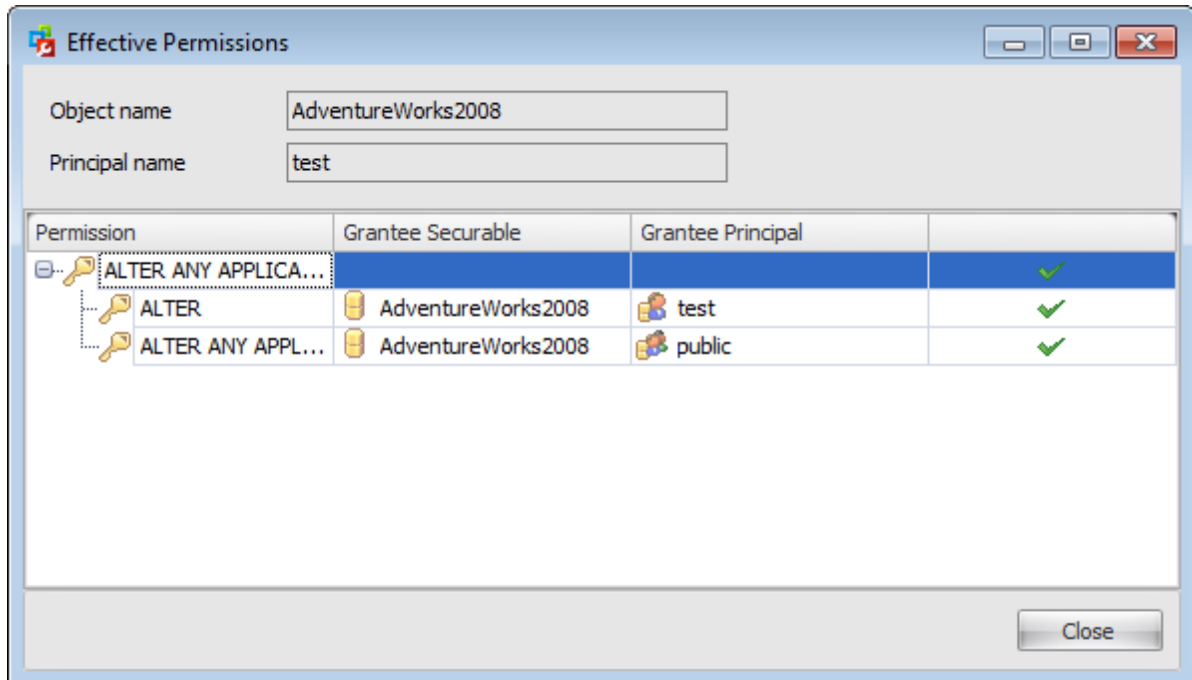 Effective Permissions
Object name AdventureWorks2008
Principal name test
Permission Grantee Securable Grantee Principal
ALTER ANY APPLICA...
ALTER AdventureWorks2008 test
ALTER ANY APPL... AdventureWorks2008 public
Close